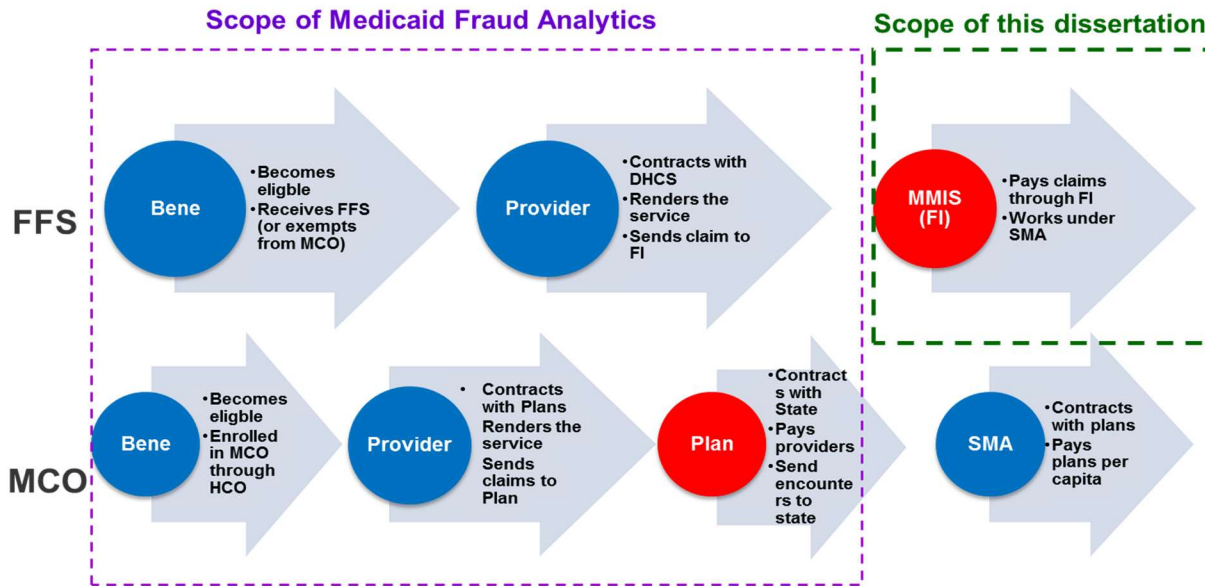 Scope of Medicaid Fraud Analytics
Scope of this dissertation
FFS
Bene
•Becomes
eligble
•Receives FFS
(or exempts
from MCO)
Provider
•Contracts with
DHCS
•Renders the
service
•Sends claim to
FI
MMIS
(FI)
•Pays claims
through FI
•Works under
SMA
MCO
Bene
•Becomes
eligble
•Enrolled
in MCO
through
HCO
Provider
• Contracts
with Plans
Renders the
service
Sends
claims to
Plan
Plan
•Contract
s with
State
•Pays
providers
•Send
encounte
rs to
state
SMA
•Contracts
with plans
•Pays
plans per
capita